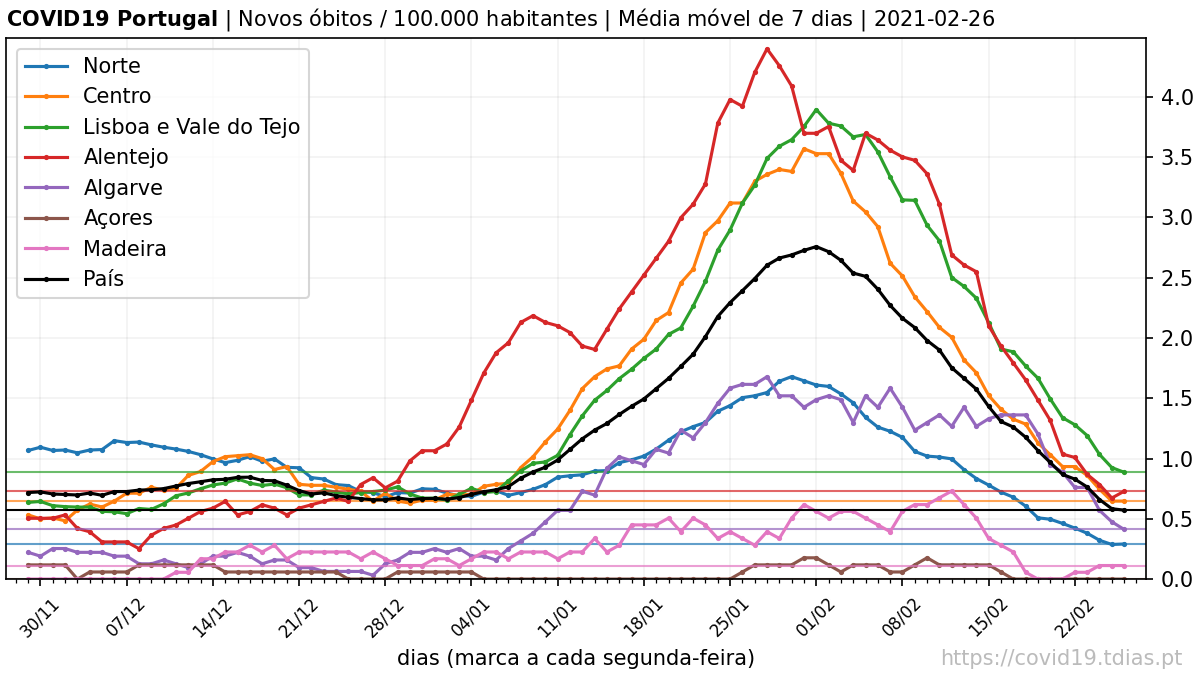 COVID19 Portugal | Novos óbitos / 100.000 habitantes | Média móvel de 7 dias | 2021-02-26
Norte
Centro
Lisboa e Vale do Tejo
Alentejo
Algarve
Açores
Madeira
País
4.0
3.5
3.0
2.5
2.0
1.5
1.0
0.5
0.0
30/11
07/12
14/12
21/12
28/12
04/01
11/01
18/01
25/01
01/02
08/02
15/02
22/02
dias (marca a cada segunda-feira)
https://covid19.tdias.pt